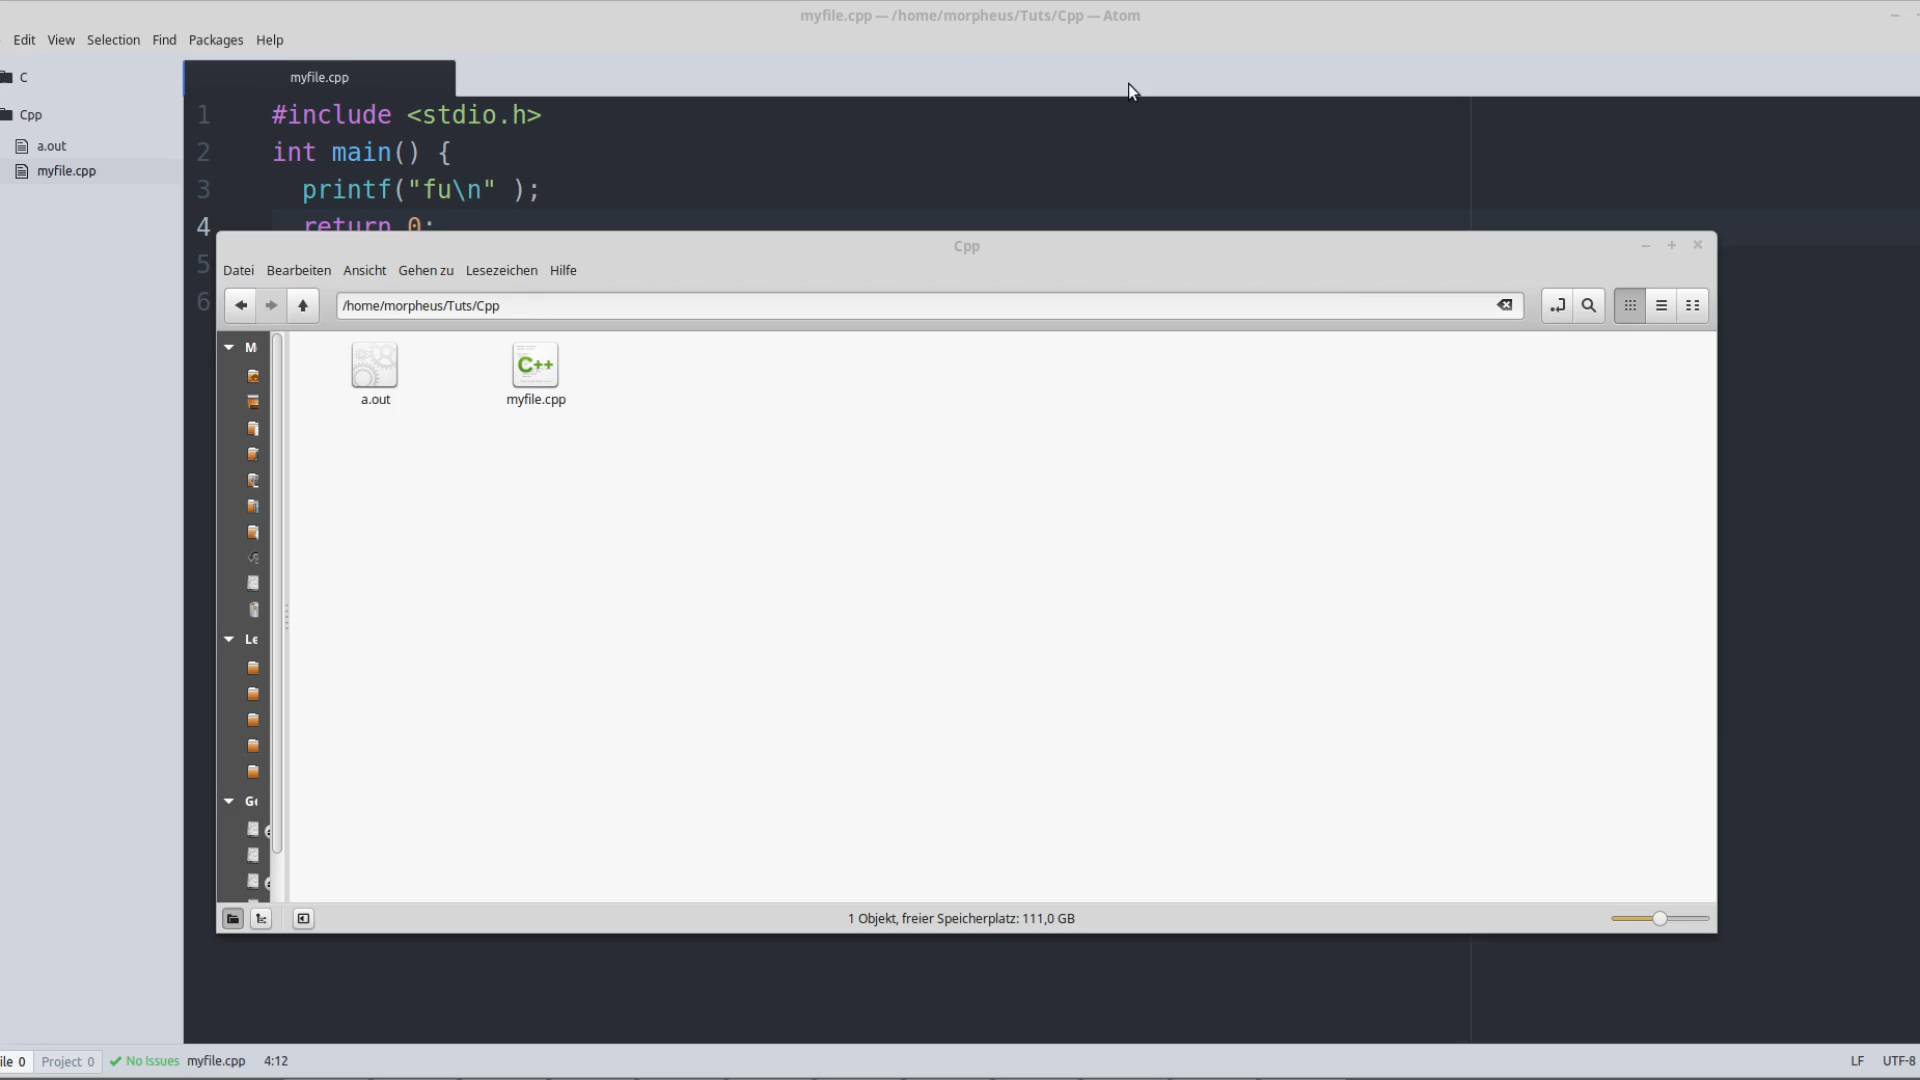 myfile.cpp — /home/morpheus/Tuts/Cpp — Atom
Edit View Selection Find Packages Help
C
Cpp
a.out
myfile.cpp
myfile.cpp
1 #include <stdio.h>
2 int main() {
3 printf("fu\n" );
4 return 0;
5
6
Cpp
Datei Bearbeiten Ansicht Gehen zu Lesezeichen Hilfe
/home/morpheus/Tuts/Cpp
M
Le
a.out
C++
myfile.cpp
1 Objekt, freier Speicherplatz: 111,0 GB
ile 0 Project 0 No Issues myfile.cpp 4:12 LF UTF-8